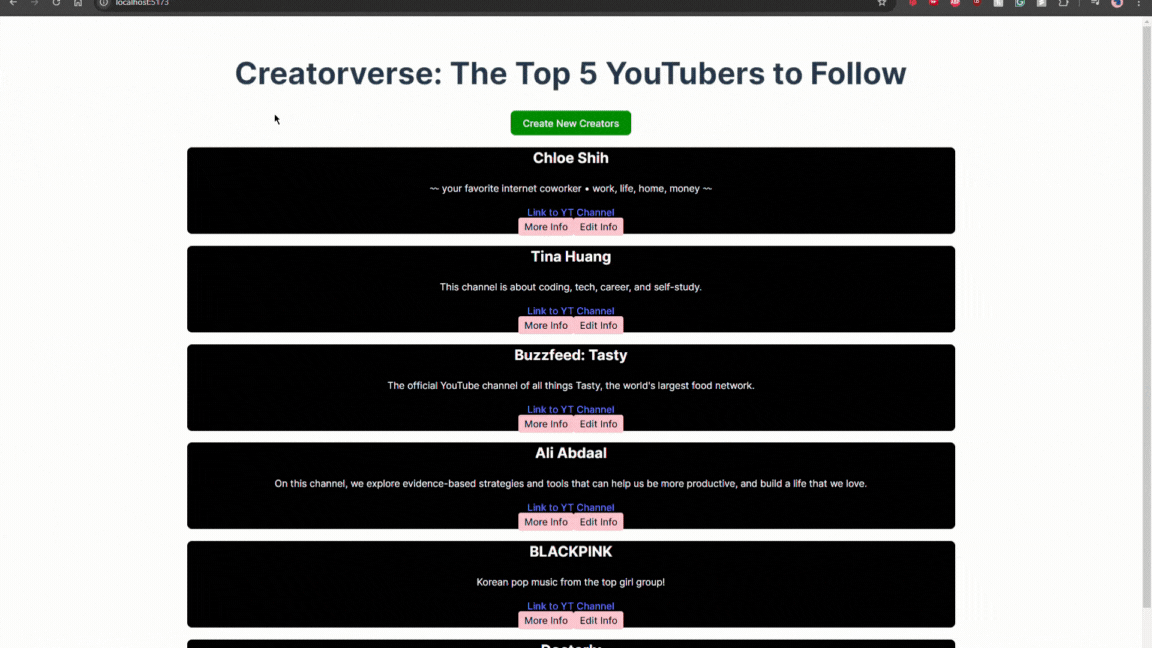 localhost:5173
Creatorverse: The Top 5 YouTubers to Follow
Create New Creators
Chloe Shih
~~ your favorite internet coworker • work, life, home, money ~~
Link to YT Channel
More Info Edit Info
Tina Huang
This channel is about coding, tech, career, and self-study.
Link to YT Channel
More Info Edit Info
Buzzfeed: Tasty
The official YouTube channel of all things Tasty, the world's largest food network.
Link to YT Channel
More Info Edit Info
Ali Abdaal
On this channel, we explore evidence-based strategies and tools that can help us be more productive, and build a life that we love.
Link to YT Channel
More Info Edit Info
BLACKPINK
Korean pop music from the top girl group!
Link to YT Channel
More Info Edit Info